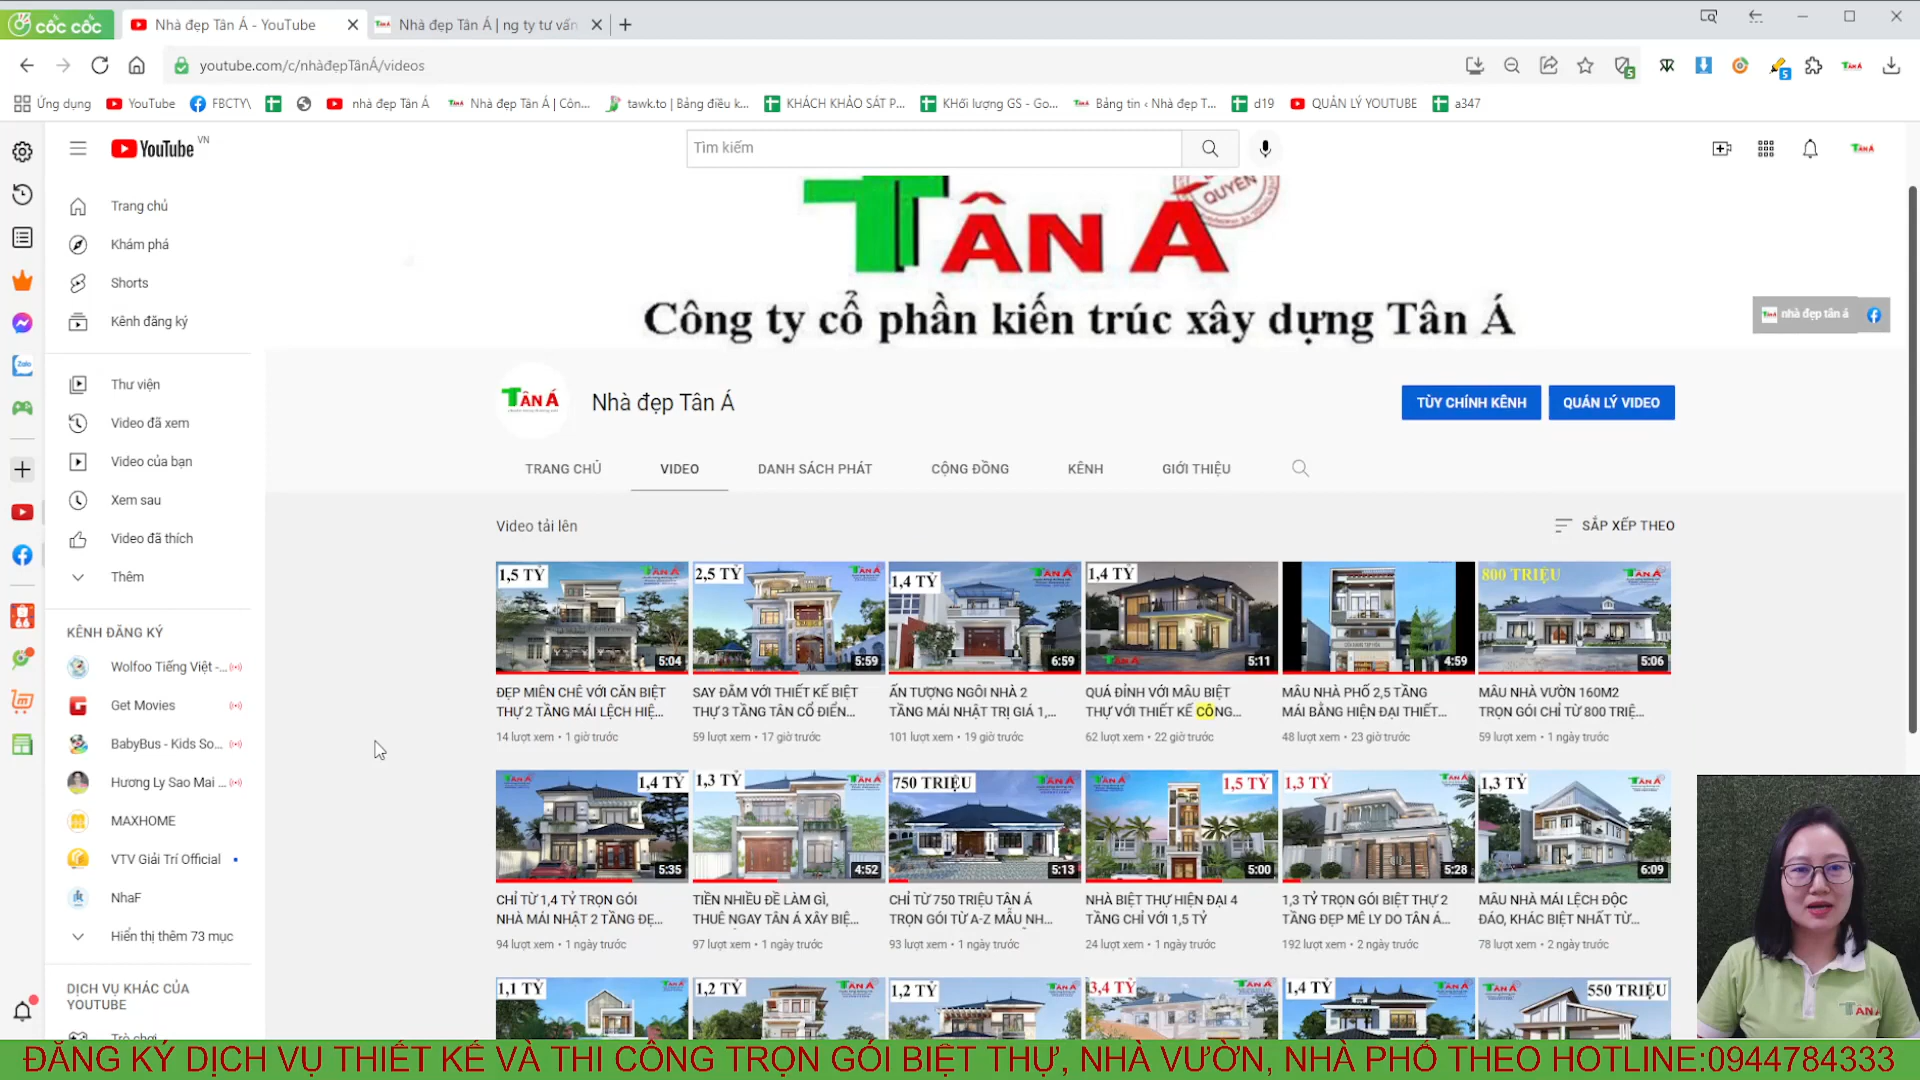 cốc cốc
Nhà đẹp Tân Á - YouTube
Nhà đẹp Tân Á | ng ty tư vấn
youtube.com/c/nhàđẹpTânÁ/videos
Ứng dụng
YouTube
FBCTY\
nhà đẹp Tân Á
Nhà đẹp Tân Á | Côn...
tawk.to | Bảng điều k...
KHÁCH KHẢO SÁT P...
KHối lượng GS - Go...
Bảng tin ‹ Nhà đẹp T...
d19
QUẢN LÝ YOUTUBE
a347
YouTube VN
Tìm kiếm
Trang chủ
Khám phá
Shorts
Kênh đăng ký
Thư viện
Video đã xem
Video của bạn
Xem sau
Video đã thích
Thêm
KÊNH ĐĂNG KÝ
Wolfoo Tiếng Việt -...
Get Movies
BabyBus - Kids So...
Hương Ly Sao Mai ...
MAXHOME
VTV Giải Trí Official
NhaF
Hiển thị thêm 73 mục
DỊCH VỤ KHÁC CỦA
YOUTUBE
Trò chơi
QUYỀN
TÂN Á
Công ty cổ phần kiến trúc xây dựng Tân Á
nhà đẹp tân á
TÂN Á
Nhà đẹp Tân Á
TÙY CHỈNH KÊNH
QUẢN LÝ VIDEO
TRANG CHỦ
VIDEO
DANH SÁCH PHÁT
CỘNG ĐỒNG
KÊNH
GIỚI THIỆU
Video tải lên
SẮP XẾP THEO
1,5 TỶ
5:04
2,5 TỶ
5:59
1,4 TỶ
6:59
1,4 TỶ
5:11
4:59
800 TRIỆU
5:06
ĐẸP MIỄN CHÊ VỚI CĂN BIỆT
THỰ 2 TẦNG MÁI LỆCH HIỆ...
14 lượt xem • 1 giờ trước
SAY ĐẮM VỚI THIẾT KẾ BIỆT
THỰ 3 TẦNG TÂN CỔ ĐIỂN...
59 lượt xem • 17 giờ trước
ẤN TƯỢNG NGÔI NHÀ 2
TẦNG MÁI NHẬT TRỊ GIÁ 1,...
101 lượt xem • 19 giờ trước
QUÁ ĐỈNH VỚI MẪU BIỆT
THỰ VỚI THIẾT KẾ CÔNG...
62 lượt xem • 22 giờ trước
MẪU NHÀ PHỐ 2,5 TẦNG
MÁI BẰNG HIỆN ĐẠI THIẾT...
48 lượt xem • 23 giờ trước
MẪU NHÀ VƯỜN 160M2
TRỌN GÓI CHỈ TỪ 800 TRIỆ...
59 lượt xem • 1 ngày trước
1,4 TỶ
5:35
1,3 TỶ
4:52
750 TRIỆU
5:13
1,5 TỶ
5:00
1,3 TỶ
5:28
1,3 TỶ
6:09
CHỈ TỪ 1,4 TỶ TRỌN GÓI
NHÀ MÁI NHẬT 2 TẦNG ĐẸ...
94 lượt xem • 1 ngày trước
TIỀN NHIỀU ĐỂ LÀM GÌ,
THUÊ NGAY TÂN Á XÂY BIỆ...
97 lượt xem • 1 ngày trước
CHỈ TỪ 750 TRIỆU TÂN Á
TRỌN GÓI TỪ A-Z MẪU NH...
93 lượt xem • 1 ngày trước
NHÀ BIỆT THỰ HIỆN ĐẠI 4
TẦNG CHỈ VỚI 1,5 TỶ
24 lượt xem • 1 ngày trước
1,3 TỶ TRỌN GÓI BIỆT THỰ 2
TẦNG ĐẸP MÊ LY DO TÂN Á...
192 lượt xem • 2 ngày trước
MẪU NHÀ MÁI LỆCH ĐỘC
ĐÁO, KHÁC BIỆT NHẤT TỪ...
78 lượt xem • 2 ngày trước
1,1 TỶ
1,2 TỶ
1,2 TỶ
3,4 TỶ
1,4 TỶ
550 TRIỆU
ĐĂNG KÝ DỊCH VỤ THIẾT KẾ VÀ THI CÔNG TRỌN GÓI BIỆT THỰ, NHÀ VƯỜN, NHÀ PHỐ THEO HOTLINE:0944784333